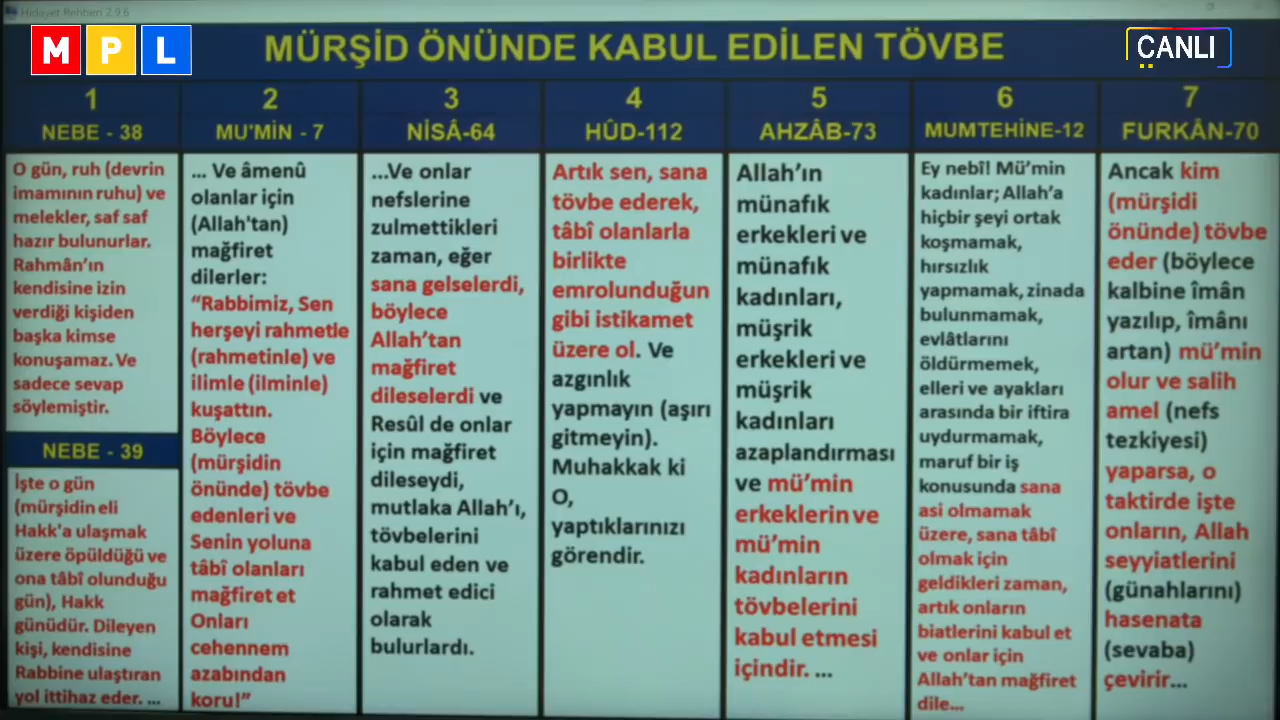 Hidayet Rehberi 2.9.6
MPL
MÜRŞİD ÖNÜNDE KABUL EDİLEN TÖVBE
CANLI
1
NEBE - 38
O gün, ruh (devrin
imamının ruhu) ve
melekler, saf saf
hazır bulunurlar.
Rahmân’ın
kendisine izin
verdiği kişiden
başka kimse
konuşamaz. Ve
sadece sevap
söylemiştir.
NEBE - 39
İşte o gün
(mürşidin eli
Hakk'a ulaşmak
üzere öpüldüğü ve
ona tâbî olunduğu
gün), Hakk
günüdür. Dileyen
kişi, kendisine
Rabbine ulaştıran
yol ittihaz eder. ...
2
MU'MİN - 7
... Ve âmenû
olanlar için
(Allah'tan)
mağfiret
dilerler:
“Rabbimiz, Sen
herşeyi rahmetle
(rahmetinle) ve
ilimle (ilminle)
kuşattın.
Böylece
(mürşidin
önünde) tövbe
edenleri ve
Senin yoluna
tâbî olanları
mağfiret et
Onları
cehennem
azabından
koru!”
3
NİSÂ-64
...Ve onlar
nefslerine
zulmettikleri
zaman, eğer
sana gelselerdi,
böylece
Allah’tan
mağfiret
dileselerdi ve
Resûl de onlar
için mağfiret
dileseydi,
mutlaka Allah’ı,
tövbelerini
kabul eden ve
rahmet edici
olarak
bulurlardı.
4
HÛD-112
Artık sen, sana
tövbe ederek,
tâbî olanlarla
birlikte
emrolunduğun
gibi istikamet
üzere ol. Ve
azgınlık
yapmayın (aşırı
gitmeyin).
Muhakkak ki
O,
yaptıklarınızı
görendir.
5
AHZÂB-73
Allah’ın
münafık
erkekleri ve
münafık
kadınları,
müşrik
erkekleri ve
müşrik
kadınları
azaplandırması
ve mü’min
erkeklerin ve
mü’min
kadınların
tövbelerini
kabul etmesi
içindir. ...
6
MUMTEHİNE-12
Ey nebî! Mü’min
kadınlar; Allah’a
hiçbir şeyi ortak
koşmamak,
hırsızlık
yapmamak, zinada
bulunmamak,
evlâtlarını
öldürmemek,
elleri ve ayakları
arasında bir iftira
uydurmamak,
maruf bir iş
konusunda sana
asi olmamak
üzere, sana tâbî
olmak için
geldikleri zaman,
artık onların
biatlerini kabul et
ve onlar için
Allah’tan mağfiret
dile...
7
FURKÂN-70
Ancak kim
(mürşidi
önünde) tövbe
eder (böylece
kalbine îmân
yazılıp, îmânı
artan) mü’min
olur ve salih
amel (nefs
tezkiyesi)
yaparsa, o
taktirde işte
onların, Allah
seyyiatlerini
(günahlarını)
hasenata
(sevaba)
çevirir...